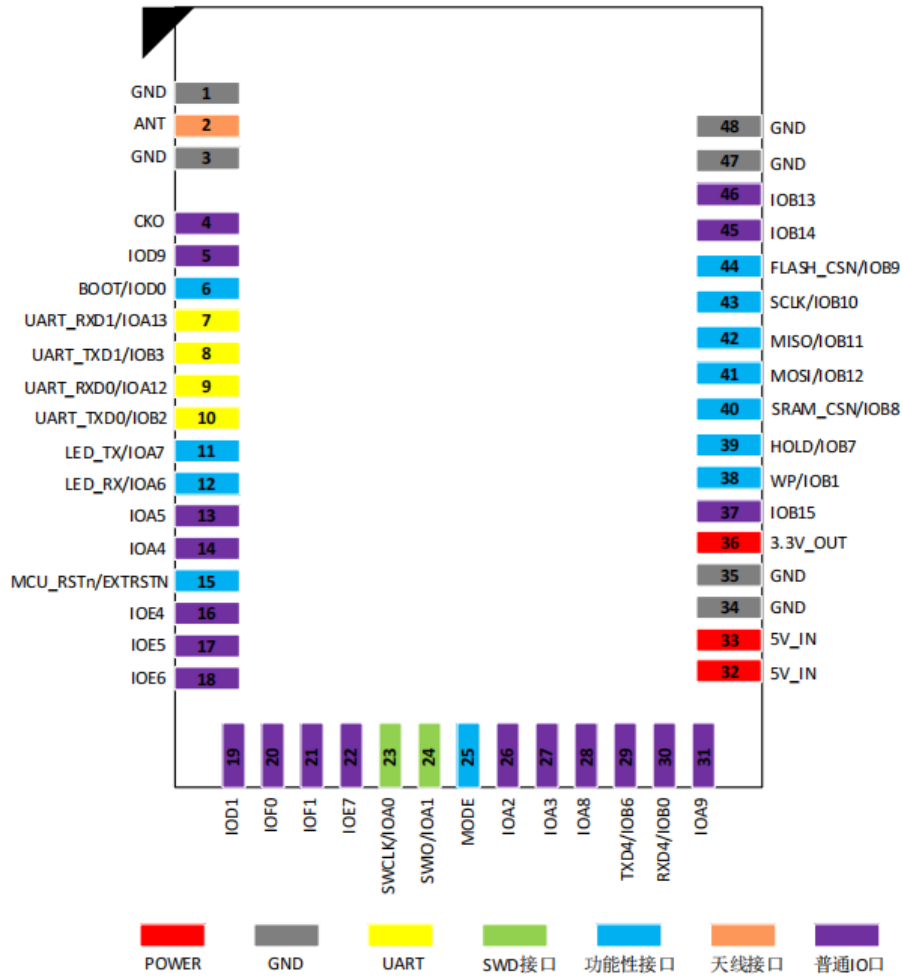 GND 1
ANT 2
GND 3
CKO 4
IOD9 5
BOOT/IOD0 6
UART_RXD1/IOA13 7
UART_TXD1/IOB3 8
UART_RXD0/IOA12 9
UART_TXD0/IOB2 10
LED_TX/IOA7 11
LED_RX/IOA6 12
IOA5 13
IOA4 14
MCU_RSTn/EXTRSTN 15
IOE4 16
IOE5 17
IOE6 18
48 GND
47 GND
46 IOB13
45 IOB14
44 FLASH_CSN/IOB9
43 SCLK/IOB10
42 MISO/IOB11
41 MOSI/IOB12
40 SRAM_CSN/IOB8
39 HOLD/IOB7
38 WP/IOB1
37 IOB15
36 3.3V_OUT
35 GND
34 GND
33 5V_IN
32 5V_IN
19 IOD1
20 IOF0
21 IOF1
22 IOE7
23 SWCLK/IOA0
24 SWIO/IOA1
25 MODE
26 IOA2
27 IOA3
28 IOA8
29 TXD4/IOB6
30 RXD4/IOB0
31 IOA9
POWER GND UART SWD接口 功能性接口 天线接口 普通IO口